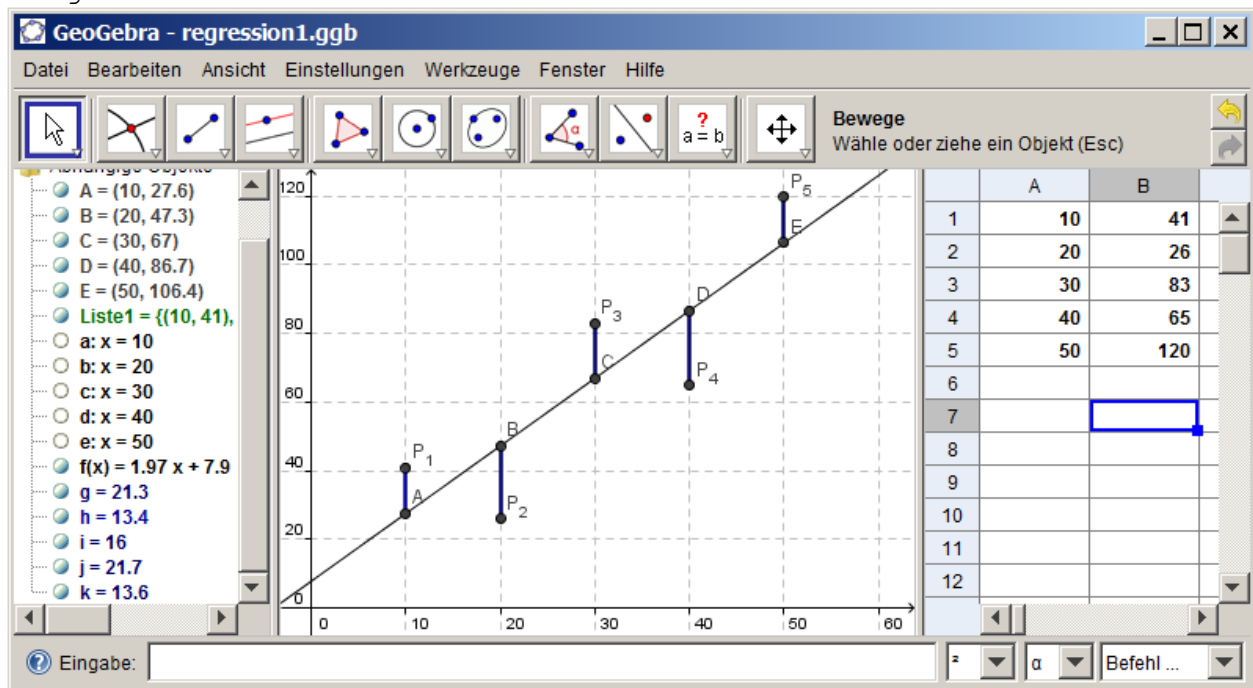 GeoGebra - regression1.ggb
Datei Bearbeiten Ansicht Einstellungen Werkzeuge Fenster Hilfe
α
?
a = b
Bewege
Wähle oder ziehe ein Objekt (Esc)
Abhängige Objekte
A = (10, 27.6)
B = (20, 47.3)
C = (30, 67)
D = (40, 86.7)
E = (50, 106.4)
Liste1 = {(10, 41),
a: x = 10
b: x = 20
c: x = 30
d: x = 40
e: x = 50
f(x) = 1.97 x + 7.9
g = 21.3
h = 13.4
i = 16
j = 21.7
k = 13.6
120
100
80
60
40
20
0
0 10 20 30 40 50 60
P5
E
D
P3
C
P4
B
P1
A
P2
A B
1 10 41
2 20 26
3 30 83
4 40 65
5 50 120
6
7
8
9
10
11
12
Eingabe:
² α Befehl ...